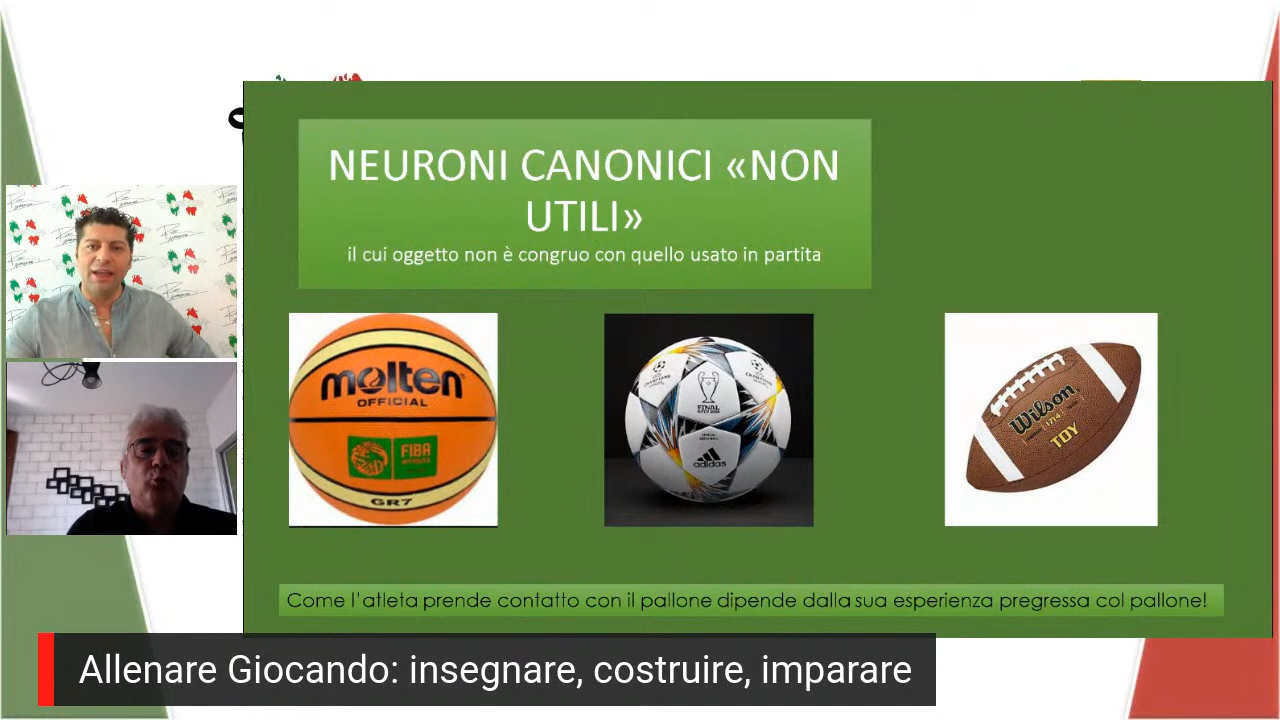 NEURONI CANONICI «NON
UTILI»
il cui oggetto non è congruo con quello usato in partita
molten
OFFICIAL
FIBA
GR7
FINAL
adidas
Wilson
TDY
Come l'atleta prende contatto con il pallone dipende dalla sua esperienza pregressa col pallone!
Allenare Giocando: insegnare, costruire, imparare